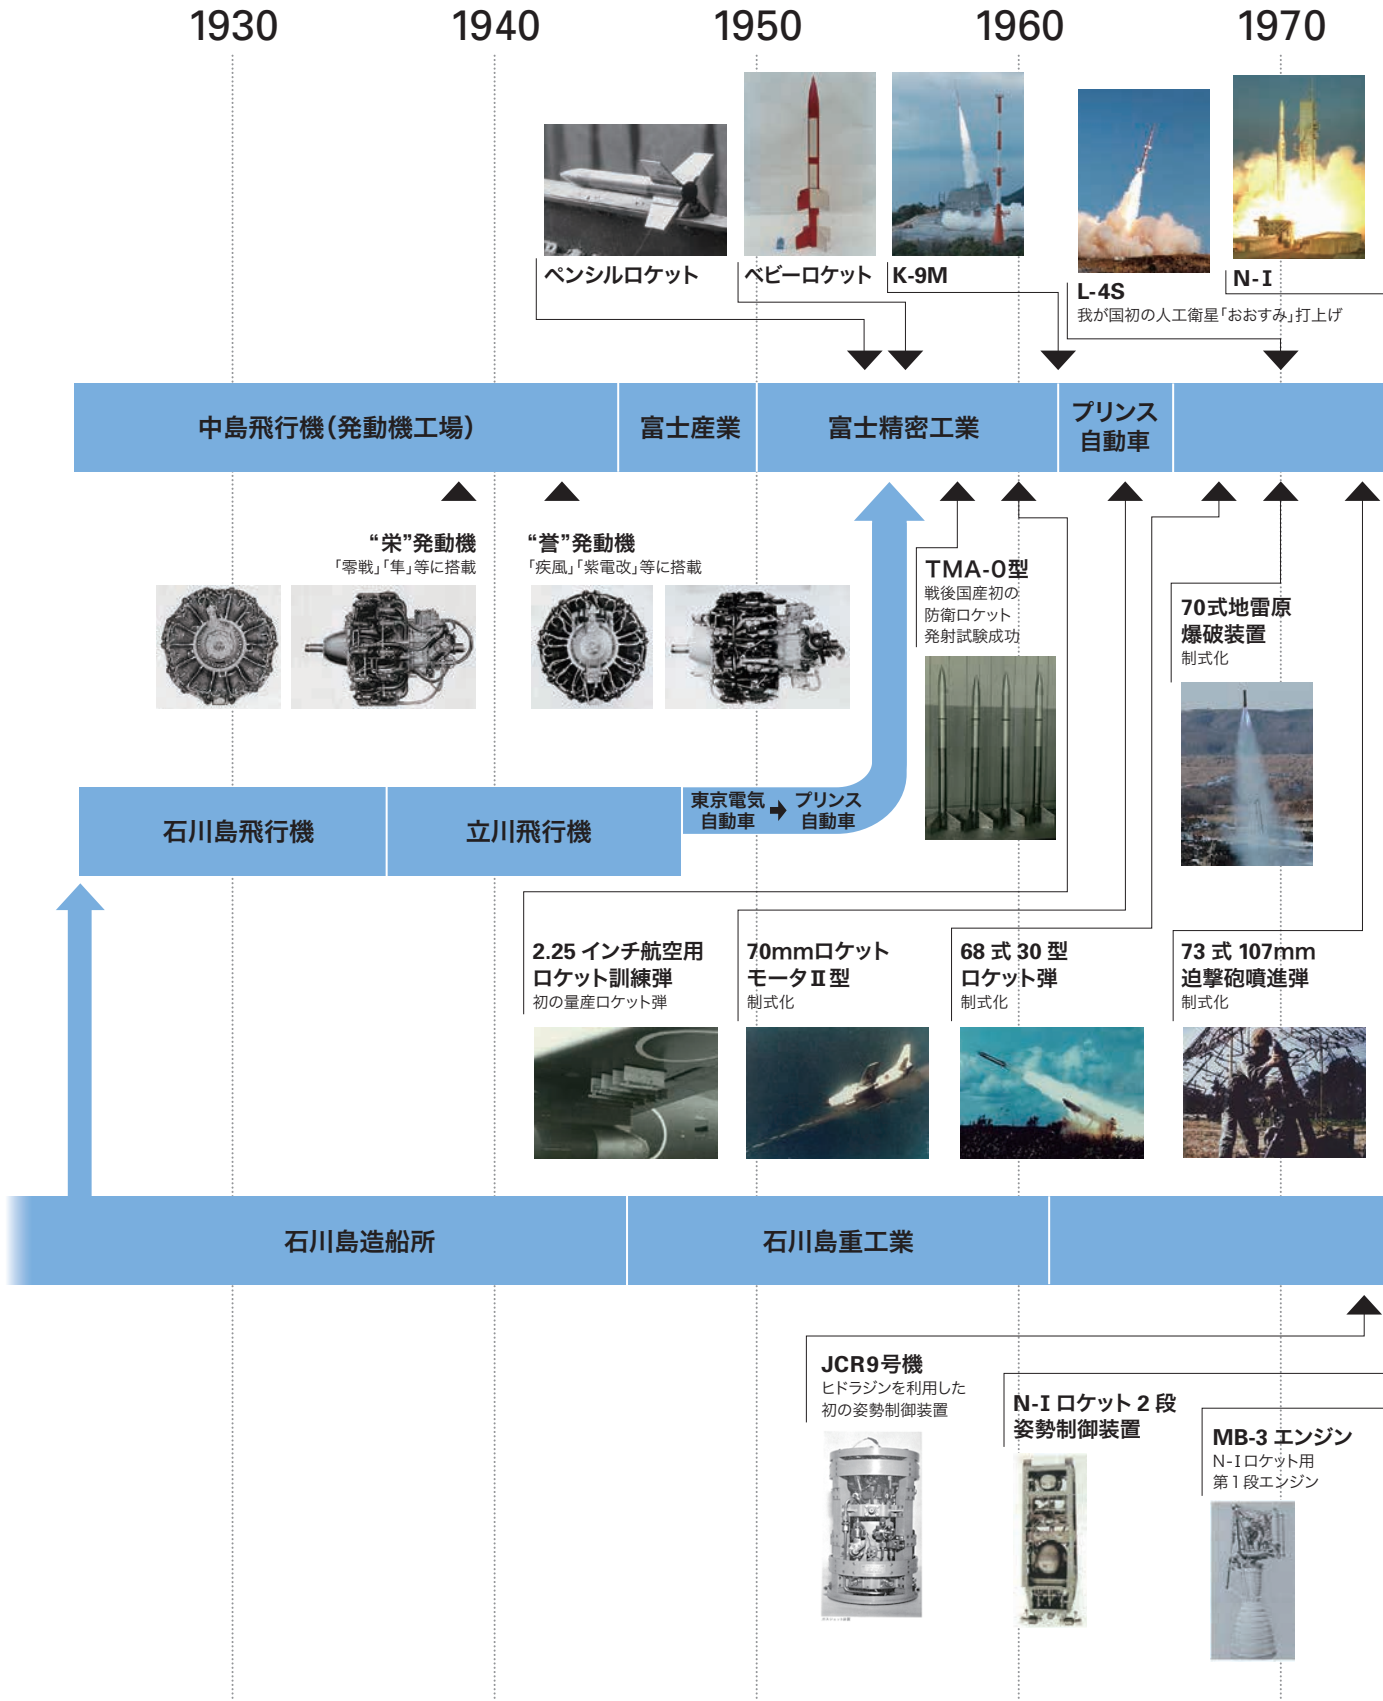 1930
1940
1950
1960
1970
ペンシルロケット
ベビーロケット
K-9M
L-4S
我が国初の人工衛星「おおすみ」打上げ
N-I
中島飛行機(発動機工場)
富士産業
富士精密工業
プリンス
自動車
“栄”発動機
「零戦」「隼」等に搭載
“誉”発動機
「疾風」「紫電改」等に搭載
TMA-0型
戦後国産初の
防衛ロケット
発射試験成功
70式地雷原
爆破装置
制式化
石川島飛行機
立川飛行機
東京電気
自動車
プリンス
自動車
2.25 インチ航空用
ロケット訓練弾
初の量産ロケット弾
70mmロケット
モータⅡ型
制式化
68 式 30 型
ロケット弾
制式化
73 式 107mm
迫撃砲噴進弾
制式化
石川島造船所
石川島重工業
JCR9号機
ヒドラジンを利用した
初の姿勢制御装置
N-I ロケット 2 段
姿勢制御装置
MB-3 エンジン
N-Iロケット用
第1段エンジン